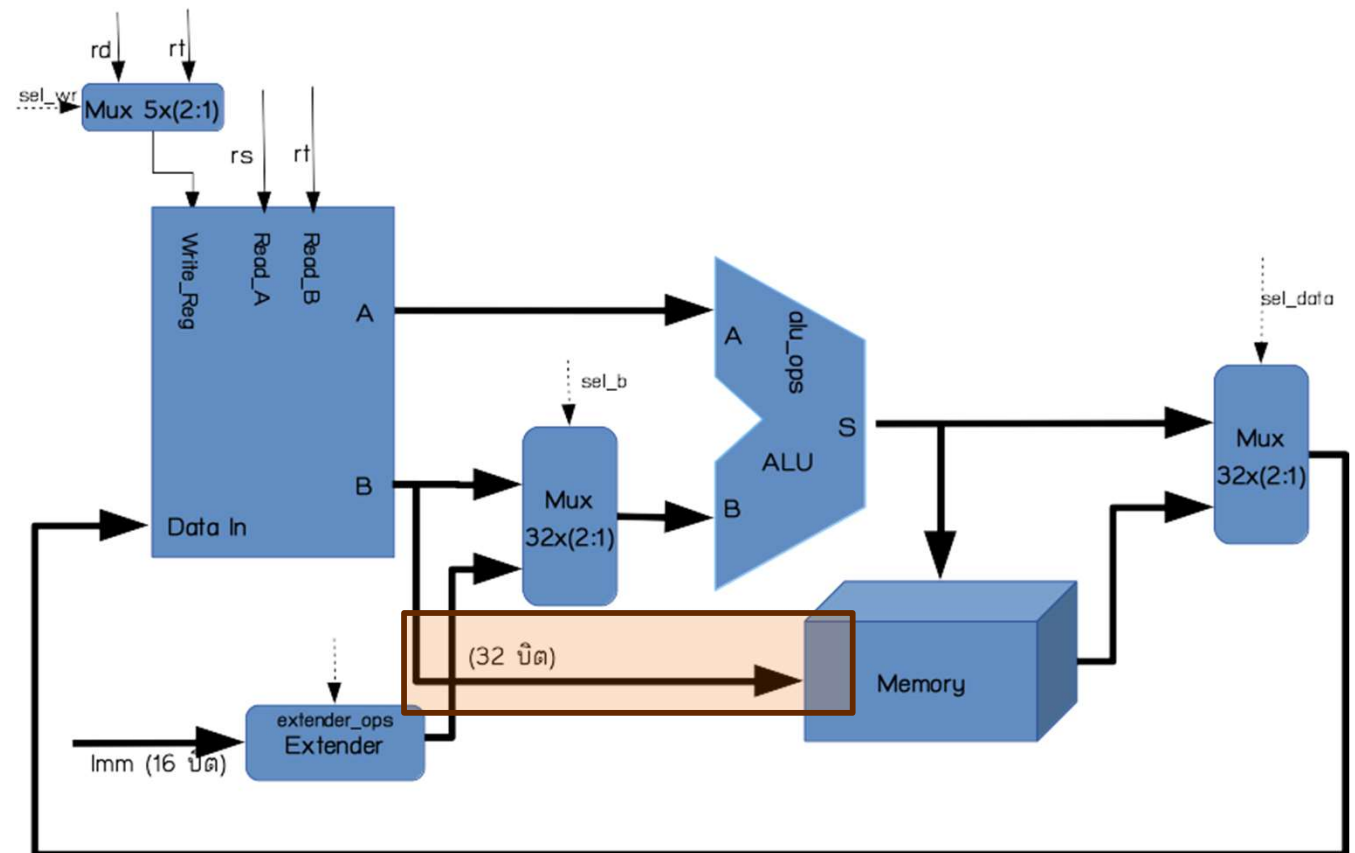 rd
rt
sel_wr
Mux 5x(2:1)
rs
rt
Write_Reg
Read_A
Read_B
A
B
Data In
sel_b
Mux
32x(2:1)
A
alu_ops
S
ALU
B
sel_data
Mux
32x(2:1)
(32 บิต)
Memory
extender_ops
Extender
Imm (16 บิต)